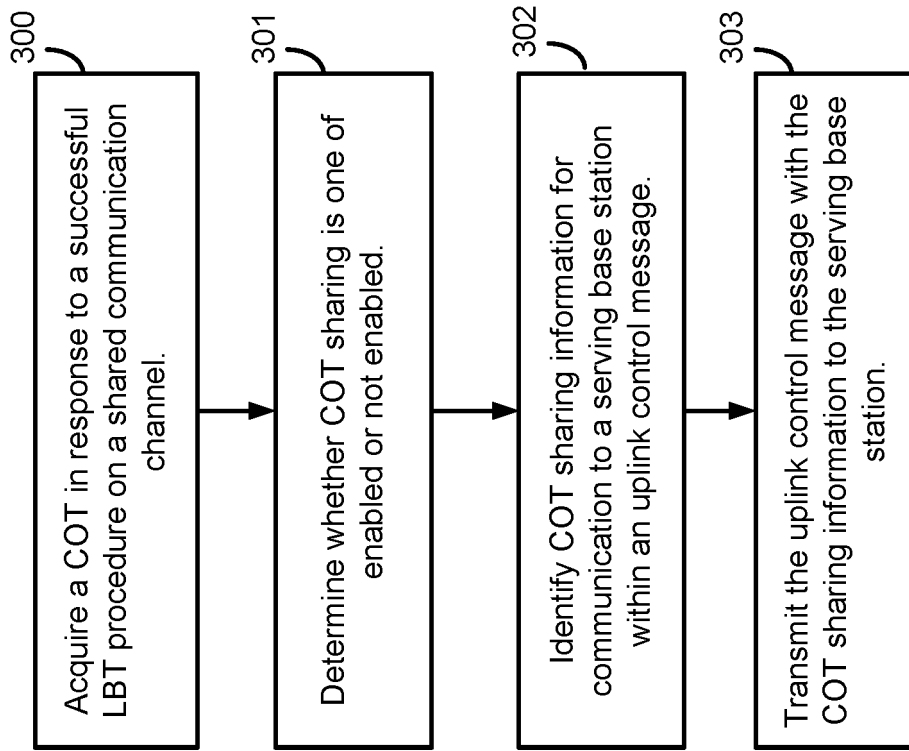 300
Acquire a COT in response to a successful
LBT procedure on a shared communication
channel.
301
Determine whether COT sharing is one of
enabled or not enabled.
302
Identify COT sharing information for
communication to a serving base station
within an uplink control message.
303
Transmit the uplink control message with the
COT sharing information to the serving base
station.